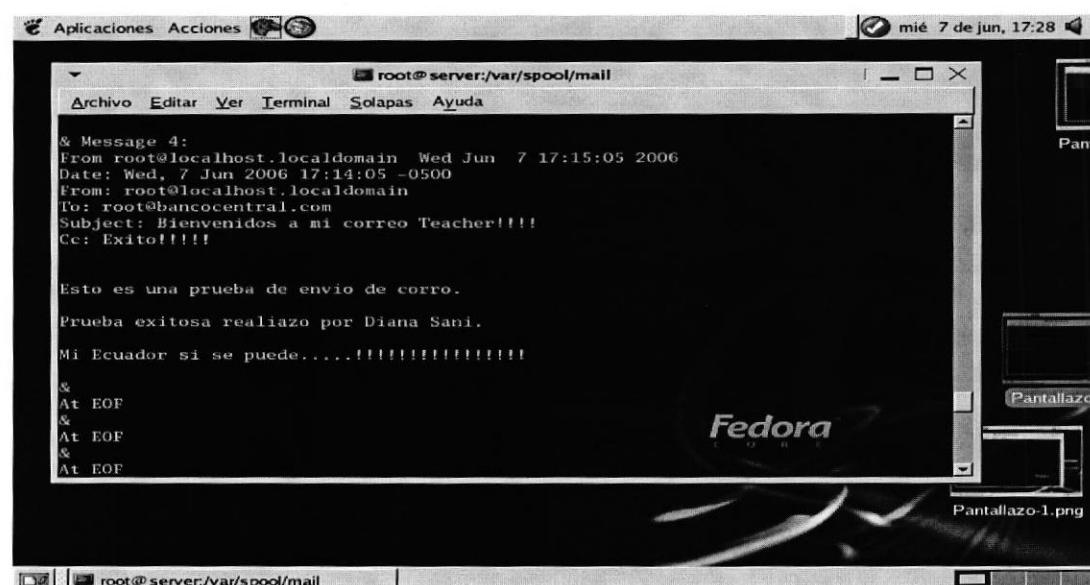 Aplicaciones Acciones
mié 7 de jun, 17:28
root@server:/var/spool/mail
Archivo Editar Ver Terminal Solapas Ayuda
& Message 4:
From root@localhost.localdomain Wed Jun 7 17:15:05 2006
Date: Wed, 7 Jun 2006 17:14:05 -0500
From: root@localhost.localdomain
To: root@bancocentral.com
Subject: Bienvenidos a mi correo Teacher!!!!
Cc: Exito!!!!!
Esto es una prueba de envio de corro.
Prueba exitosa realiazo por Diana Sani.
Mi Ecuador si se puede.....!!!!!!!!!!!!!!!!!
&
At EOF
&
At EOF
&
At EOF
Fedora
CORE
Pan
Pantallazo
Pantallazo-1.png
root@server:/var/spool/mail